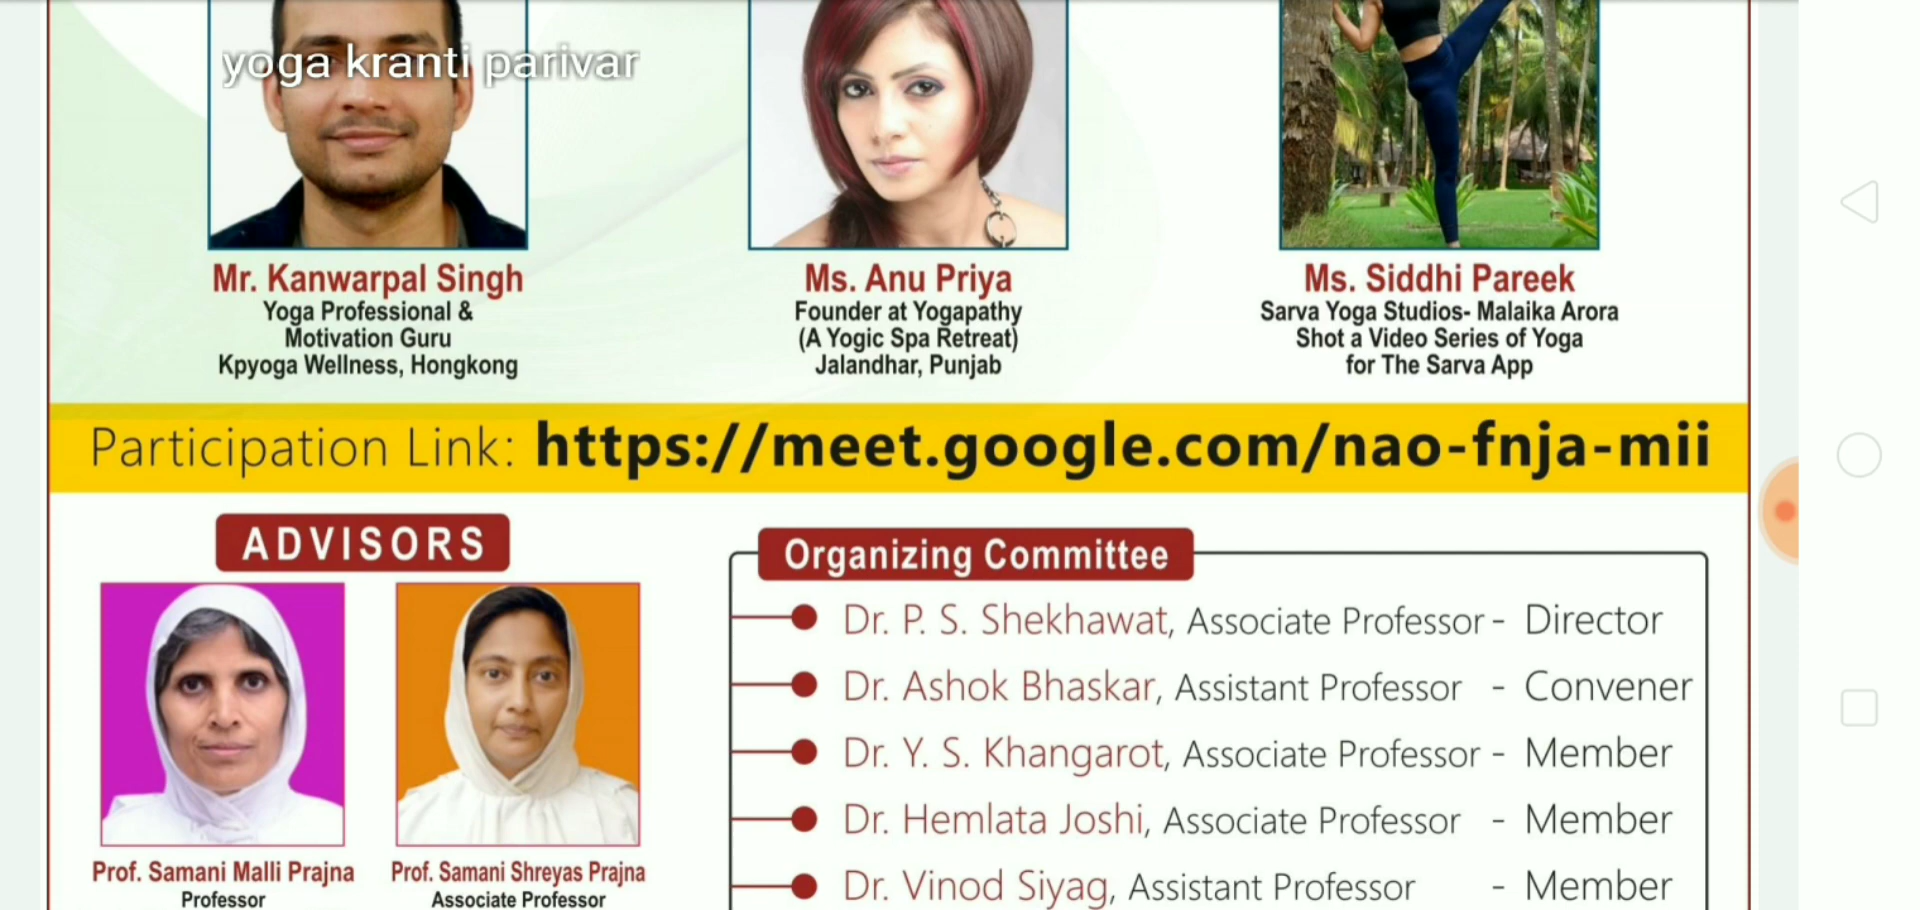 yoga kranti parivar
Mr. Kanwarpal Singh
Yoga Professional &
Motivation Guru
Kpyoga Wellness, Hongkong
Ms. Anu Priya
Founder at Yogapathy
(A Yogic Spa Retreat)
Jalandhar, Punjab
Ms. Siddhi Pareek
Sarva Yoga Studios- Malaika Arora
Shot a Video Series of Yoga
for The Sarva App
Participation Link: https://meet.google.com/nao-fnja-mii
ADVISORS
Prof. Samani Malli Prajna
Professor
Prof. Samani Shreyas Prajna
Associate Professor
Organizing Committee
Dr. P. S. Shekhawat, Associate Professor - Director
Dr. Ashok Bhaskar, Assistant Professor - Convener
Dr. Y. S. Khangarot, Associate Professor - Member
Dr. Hemlata Joshi, Associate Professor - Member
Dr. Vinod Siyag, Assistant Professor - Member